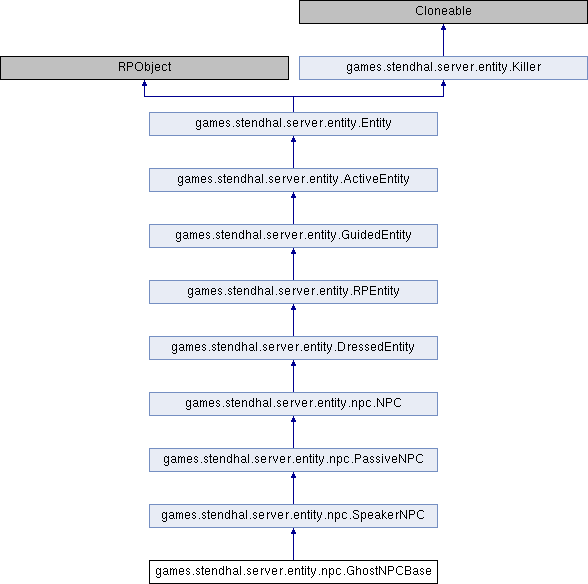 Cloneable
RPObject
games.stendhal.server.entity.Killer
games.stendhal.server.entity.Entity
games.stendhal.server.entity.ActiveEntity
games.stendhal.server.entity.GuidedEntity
games.stendhal.server.entity.RPEntity
games.stendhal.server.entity.DressedEntity
games.stendhal.server.entity.npc.NPC
games.stendhal.server.entity.npc.PassiveNPC
games.stendhal.server.entity.npc.SpeakerNPC
games.stendhal.server.entity.npc.GhostNPCBase